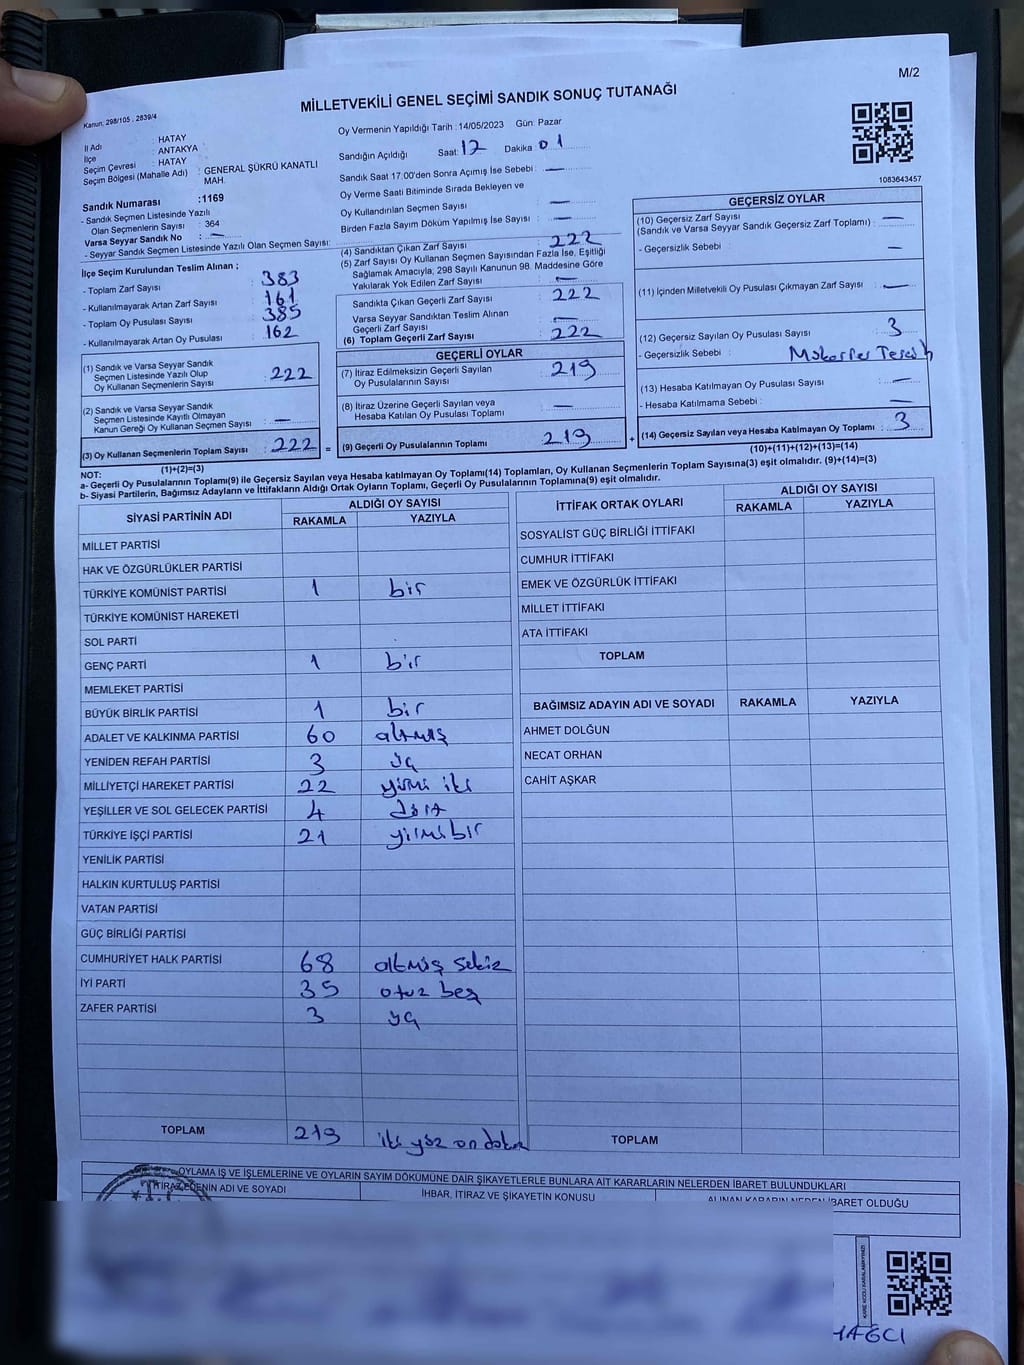 M/2
MİLLETVEKİLİ GENEL SEÇİMİ SANDIK SONUÇ TUTANAĞI
Kanun: 298/105 , 2839/4
İl Adı : HATAY
İlçe : ANTAKYA
Seçim Çevresi : HATAY
Seçim Bölgesi (Mahalle Adı) : GENERAL ŞÜKRÜ KANATLI MAH.
Sandık Numarası :1169
- Sandık Seçmen Listesinde Yazılı
Olan Seçmenlerin Sayısı : 364
Varsa Seyyar Sandık No : —
- Seyyar Sandık Seçmen Listesinde Yazılı Olan Seçmen Sayısı:
İlçe Seçim Kurulundan Teslim Alınan ;
- Toplam Zarf Sayısı : 383
- Kullanılmayarak Artan Zarf Sayısı : 161
- Toplam Oy Pusulası Sayısı : 385
- Kullanılmayarak Artan Oy Pusulası : 162
(1) Sandık ve Varsa Seyyar Sandık
Seçmen Listesinde Yazılı Olup
Oy Kullanan Seçmenlerin Sayısı : 222
(2) Sandık ve Varsa Seyyar Sandık
Seçmen Listesinde Kayıtlı Olmayan
Kanun Gereği Oy Kullanan Seçmen Sayısı : —
(3) Oy Kullanan Seçmenlerin Toplam Sayısı : 222 =
(1)+(2)=(3)
Oy Vermenin Yapıldığı Tarih : 14/05/2023 Gün: Pazar
Sandığın Açıldığı Saat: 17 Dakika 01
Sandık Saat 17:00'den Sonra Açımış İse Sebebi : —
Oy Verme Saati Bitiminde Sırada Bekleyen ve
Oy Kullandırılan Seçmen Sayısı : —
Birden Fazla Sayım Döküm Yapılmış İse Sayısı : —
(4) Sandıktan Çıkan Zarf Sayısı : 222
(5) Zarf Sayısı Oy Kullanan Seçmen Sayısından Fazla İse, Eşitliği
Sağlamak Amacıyla; 298 Sayılı Kanunun 98. Maddesine Göre
Yakılarak Yok Edilen Zarf Sayısı : —
Sandıkta Çıkan Geçerli Zarf Sayısı : 222
Varsa Seyyar Sandıktan Teslim Alınan
Geçerli Zarf Sayısı : —
(6) Toplam Geçerli Zarf Sayısı : 222
GEÇERLİ OYLAR
(7) İtiraz Edilmeksizin Geçerli Sayılan
Oy Pusulalarının Sayısı : 219
(8) İtiraz Üzerine Geçerli Sayılan veya
Hesaba Katılan Oy Pusulası Toplamı : —
(9) Geçerli Oy Pusulalarının Toplamı : 219 +
1083643457
GEÇERSİZ OYLAR
(10) Geçersiz Zarf Sayısı
(Sandık ve Varsa Seyyar Sandık Geçersiz Zarf Toplamı) : —
- Geçersizlik Sebebi : —
(11) İçinden Milletvekili Oy Pusulası Çıkmayan Zarf Sayısı : —
(12) Geçersiz Sayılan Oy Pusulası Sayısı : 3
- Geçersizlik Sebebi : Mükerrer Tercih
(13) Hesaba Katılmayan Oy Pusulası Sayısı : —
- Hesaba Katılmama Sebebi : —
(14) Geçersiz Sayılan veya Hesaba Katılmayan Oy Toplamı : 3
(10)+(11)+(12)+(13)=(14)
NOT:
a- Geçerli Oy Pusulalarının Toplamı(9) ile Geçersiz Sayılan veya Hesaba katılmayan Oy Toplamı(14) Toplamları, Oy Kullanan Seçmenlerin Toplam Sayısına(3) eşit olmalıdır. (9)+(14)=(3)
b- Siyasi Partilerin, Bağımsız Adayların ve İttifakların Aldığı Ortak Oyların Toplamı, Geçerli Oy Pusulalarının Toplamına(9) eşit olmalıdır.
SİYASİ PARTİNİN ADI ALDIĞI OY SAYISI
RAKAMLA YAZIYLA
MİLLET PARTİSİ
HAK VE ÖZGÜRLÜKLER PARTİSİ
TÜRKİYE KOMÜNİST PARTİSİ 1 bir
TÜRKİYE KOMÜNİST HAREKETİ
SOL PARTİ
GENÇ PARTİ 1 bir
MEMLEKET PARTİSİ
BÜYÜK BİRLİK PARTİSİ 1 bir
ADALET VE KALKINMA PARTİSİ 60 altmış
YENİDEN REFAH PARTİSİ 3 üç
MİLLİYETÇİ HAREKET PARTİSİ 22 yirmi iki
YEŞİLLER VE SOL GELECEK PARTİSİ 4 dört
TÜRKİYE İŞÇİ PARTİSİ 21 yirmi bir
YENİLİK PARTİSİ
HALKIN KURTULUŞ PARTİSİ
VATAN PARTİSİ
GÜÇ BİRLİĞİ PARTİSİ
CUMHURİYET HALK PARTİSİ 68 altmış sekiz
İYİ PARTİ 35 otuz beş
ZAFER PARTİSİ 3 üç
TOPLAM 219 iki yüz on dokuz
İTTİFAK ORTAK OYLARI ALDIĞI OY SAYISI
RAKAMLA YAZIYLA
SOSYALİST GÜÇ BİRLİĞİ İTTİFAKI
CUMHUR İTTİFAKI
EMEK VE ÖZGÜRLÜK İTTİFAKI
MİLLET İTTİFAKI
ATA İTTİFAKI
TOPLAM
BAĞIMSIZ ADAYIN ADI VE SOYADI RAKAMLA YAZIYLA
AHMET DOLĞUN
NECAT ORHAN
CAHİT AŞKAR
TOPLAM
OYLAMA İŞ VE İŞLEMLERİNE VE OYLARIN SAYIM DÖKÜMÜNE DAİR ŞİKAYETLERLE BUNLARA AİT KARARLARIN NELERDEN İBARET BULUNDUKLARI
İTİRAZ EDENİN ADI VE SOYADI İHBAR, İTİRAZ VE ŞİKAYETİN KONUSU ALINAN KARARIN NEDEN İBARET OLDUĞU
KARE KODU KARALAMAYINIZ!